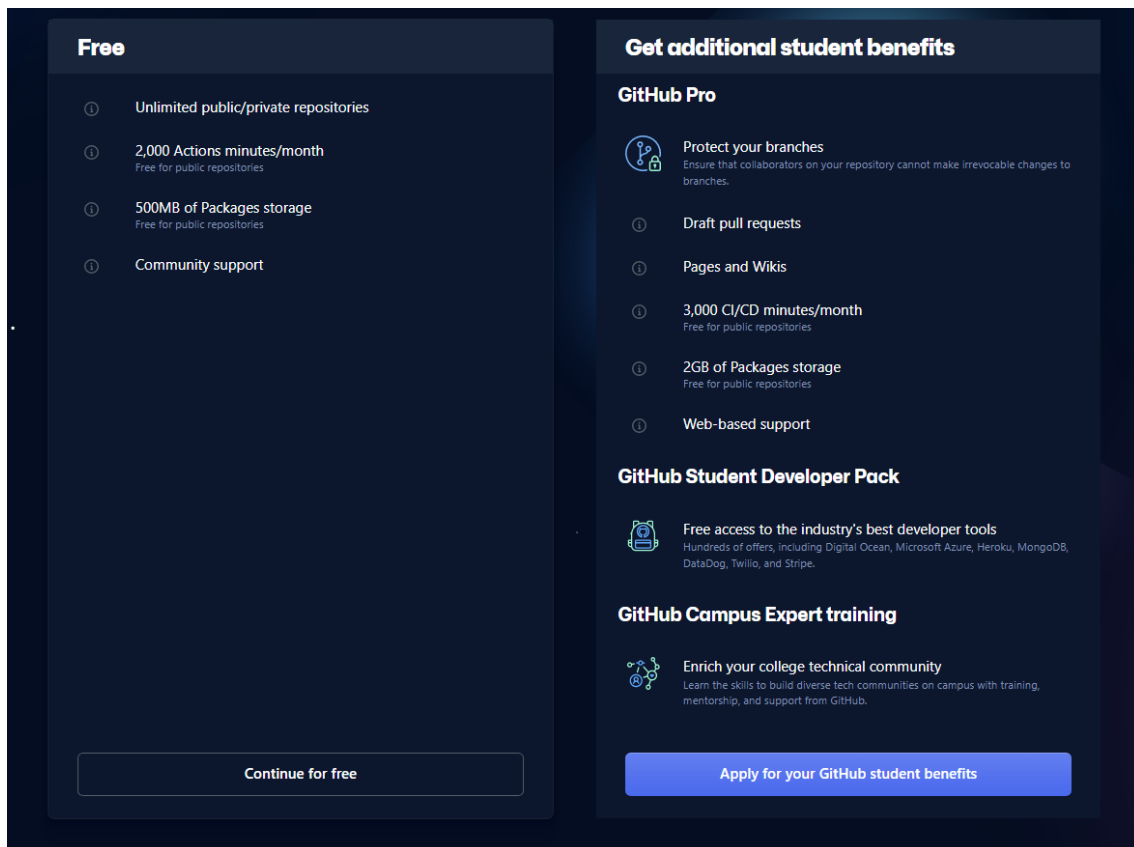 Free
Unlimited public/private repositories
2,000 Actions minutes/month
Free for public repositories
500MB of Packages storage
Free for public repositories
Community support
Continue for free
Get additional student benefits
GitHub Pro
Protect your branches
Ensure that collaborators on your repository cannot make irrevocable changes to
branches.
Draft pull requests
Pages and Wikis
3,000 CI/CD minutes/month
Free for public repositories
2GB of Packages storage
Free for public repositories
Web-based support
GitHub Student Developer Pack
Free access to the industry's best developer tools
Hundreds of offers, including Digital Ocean, Microsoft Azure, Heroku, MongoDB,
DataDog, Twilio, and Stripe.
GitHub Campus Expert training
Enrich your college technical community
Learn the skills to build diverse tech communities on campus with training,
mentorship, and support from GitHub.
Apply for your GitHub student benefits